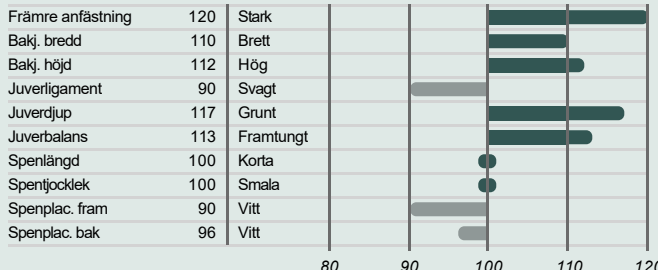 Främre anfästning 120 Stark
Bakj. bredd 110 Brett
Bakj. höjd 112 Hög
Juverligament 90 Svagt
Juverdjup 117 Grunt
Juverbalans 113 Framtungt
Spenlängd 100 Korta
Spentjocklek 100 Smala
Spenplac. fram 90 Vitt
Spenplac. bak 96 Vitt
80 90 100 110 120